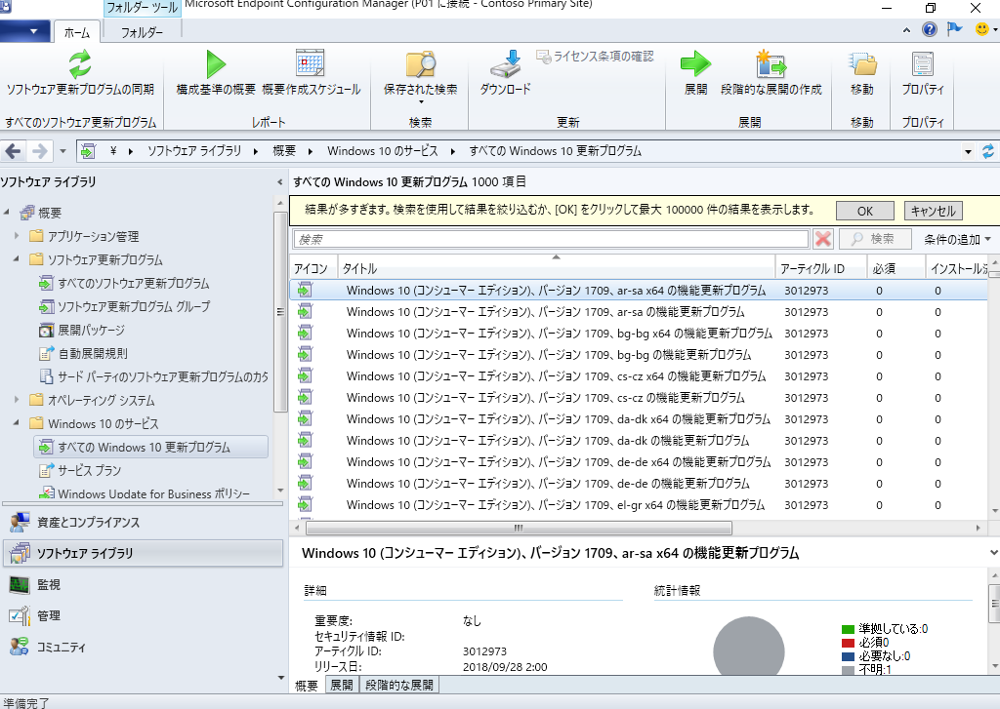 フォルダー ツール
Microsoft Endpoint Configuration Manager (P01 に接続 - Contoso Primary Site)
ホーム
フォルダー
ソフトウェア更新プログラムの同期
構成基準の概要
概要作成スケジュール
保存された検索
ダウンロード
ライセンス条項の確認
展開
段階的な展開の作成
移動
プロパティ
すべてのソフトウェア更新プログラム
レポート
検索
更新
展開
移動
プロパティ
¥ ソフトウェア ライブラリ 概要 Windows 10 のサービス すべての Windows 10 更新プログラム
ソフトウェア ライブラリ
概要
アプリケーション管理
ソフトウェア更新プログラム
すべてのソフトウェア更新プログラム
ソフトウェア更新プログラム グループ
展開パッケージ
自動展開規則
サード パーティのソフトウェア更新プログラムのカタ
オペレーティング システム
Windows 10 のサービス
すべての Windows 10 更新プログラム
サービス プラン
Windows Update for Business ポリシー
資産とコンプライアンス
ソフトウェア ライブラリ
監視
管理
コミュニティ
準備完了
すべての Windows 10 更新プログラム 1000 項目
結果が多すぎます。検索を使用して結果を絞り込むか、[OK] をクリックして最大 100000 件の結果を表示します。
OK
キャンセル
検索
検索
条件の追加
アイコン タイトル アーティクル ID 必須 インストール済
Windows 10 (コンシューマー エディション)、バージョン 1709、ar-sa x64 の機能更新プログラム 3012973 0 0
Windows 10 (コンシューマー エディション)、バージョン 1709、ar-sa の機能更新プログラム 3012973 0 0
Windows 10 (コンシューマー エディション)、バージョン 1709、bg-bg x64 の機能更新プログラム 3012973 0 0
Windows 10 (コンシューマー エディション)、バージョン 1709、bg-bg の機能更新プログラム 3012973 0 0
Windows 10 (コンシューマー エディション)、バージョン 1709、cs-cz x64 の機能更新プログラム 3012973 0 0
Windows 10 (コンシューマー エディション)、バージョン 1709、cs-cz の機能更新プログラム 3012973 0 0
Windows 10 (コンシューマー エディション)、バージョン 1709、da-dk x64 の機能更新プログラム 3012973 0 0
Windows 10 (コンシューマー エディション)、バージョン 1709、da-dk の機能更新プログラム 3012973 0 0
Windows 10 (コンシューマー エディション)、バージョン 1709、de-de x64 の機能更新プログラム 3012973 0 0
Windows 10 (コンシューマー エディション)、バージョン 1709、de-de の機能更新プログラム 3012973 0 0
Windows 10 (コンシューマー エディション)、バージョン 1709、el-gr x64 の機能更新プログラム 3012973 0 0
Windows 10 (コンシューマー エディション)、バージョン 1709、ar-sa x64 の機能更新プログラム
詳細
重要度: なし
セキュリティ情報 ID:
アーティクル ID: 3012973
リリース日: 2018/09/28 2:00
統計情報
準拠している:0
必須0
必要なし:0
不明:1
概要 展開 段階的な展開